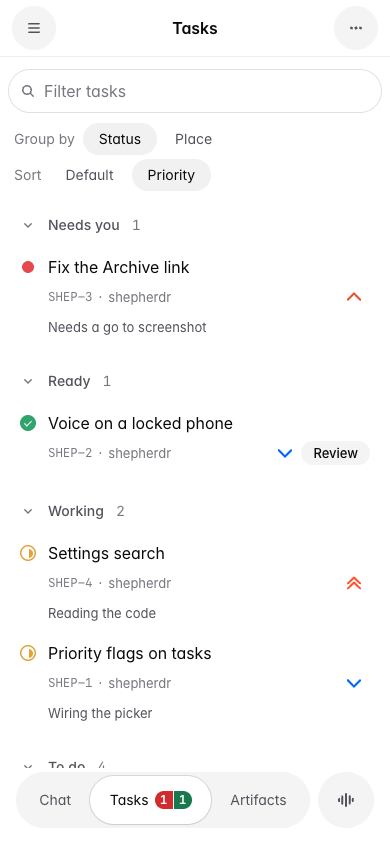 Tasks
Filter tasks
Group by Status Place
Sort Default Priority
Needs you 1
Fix the Archive link
SHEP-3 · shepherdr
Needs a go to screenshot
Ready 1
Voice on a locked phone
SHEP-2 · shepherdr Review
Working 2
Settings search
SHEP-4 · shepherdr
Reading the code
Priority flags on tasks
SHEP-1 · shepherdr
Wiring the picker
To do 4
Chat Tasks 1 1 Artifacts